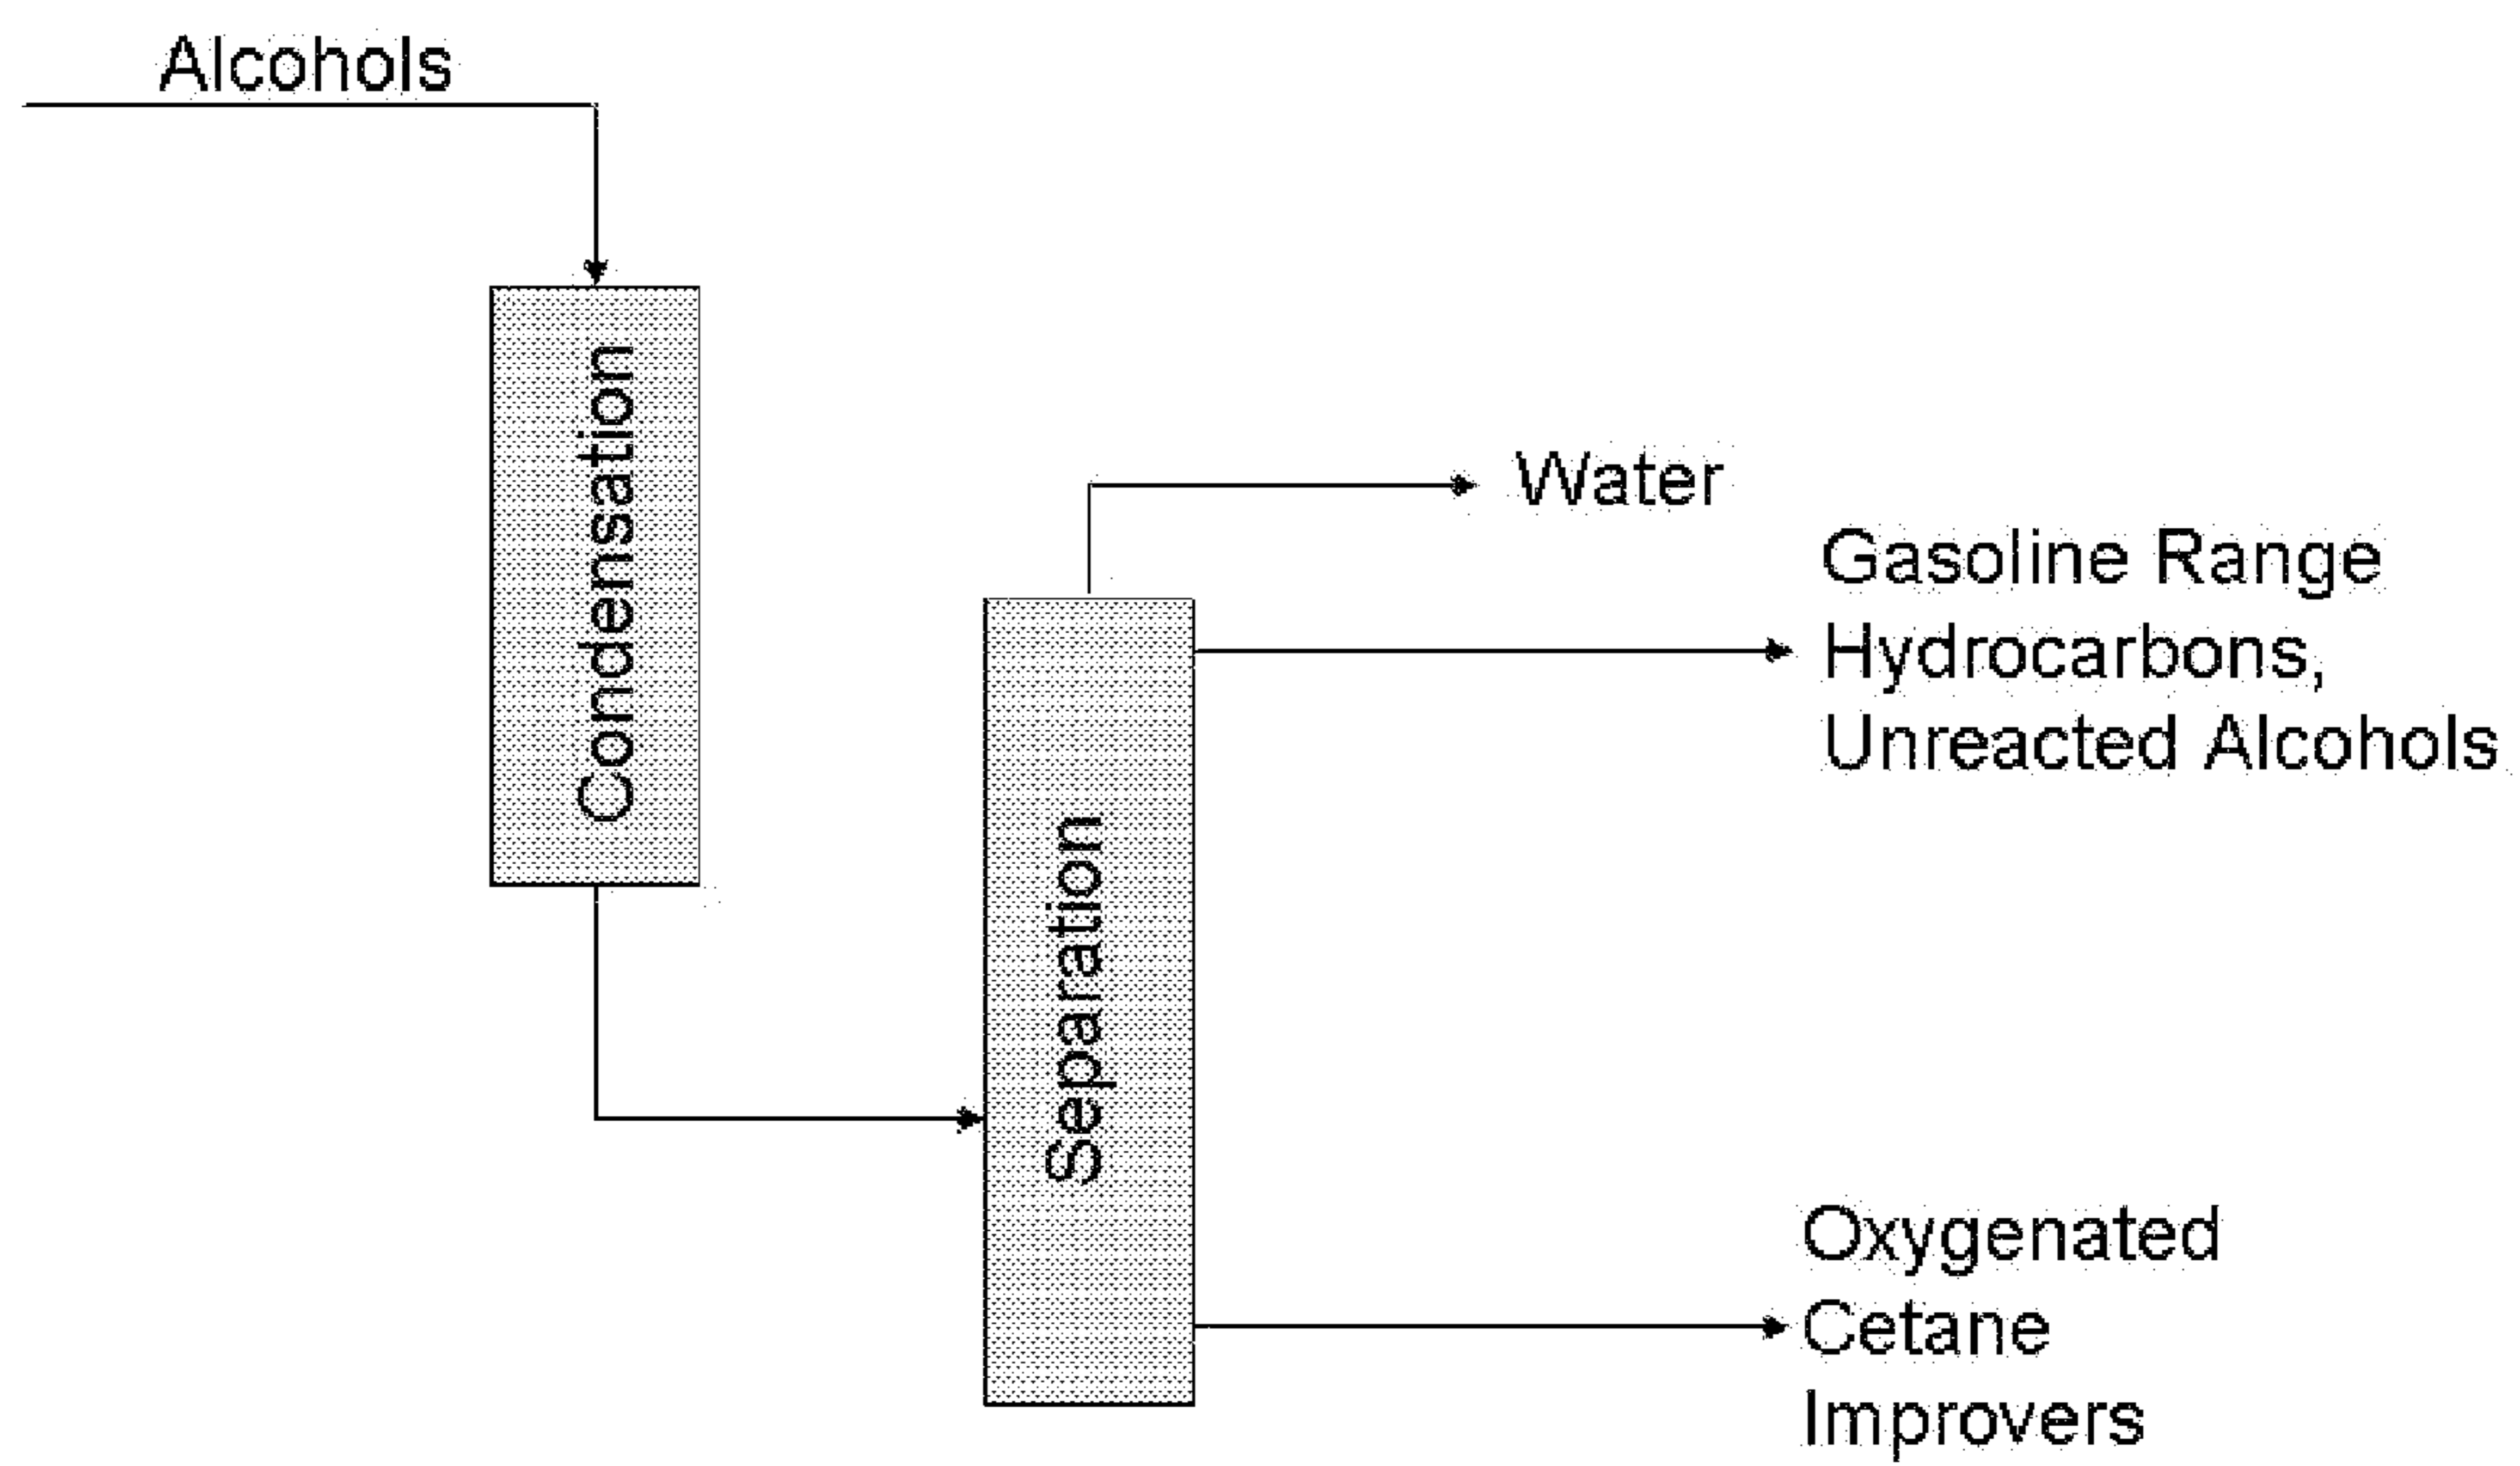 Alcohols
Condensation
Water
Gasoline Range
Hydrocarbons,
Unreacted Alcohols
Separation
Oxygenated
Cetane
Improvers